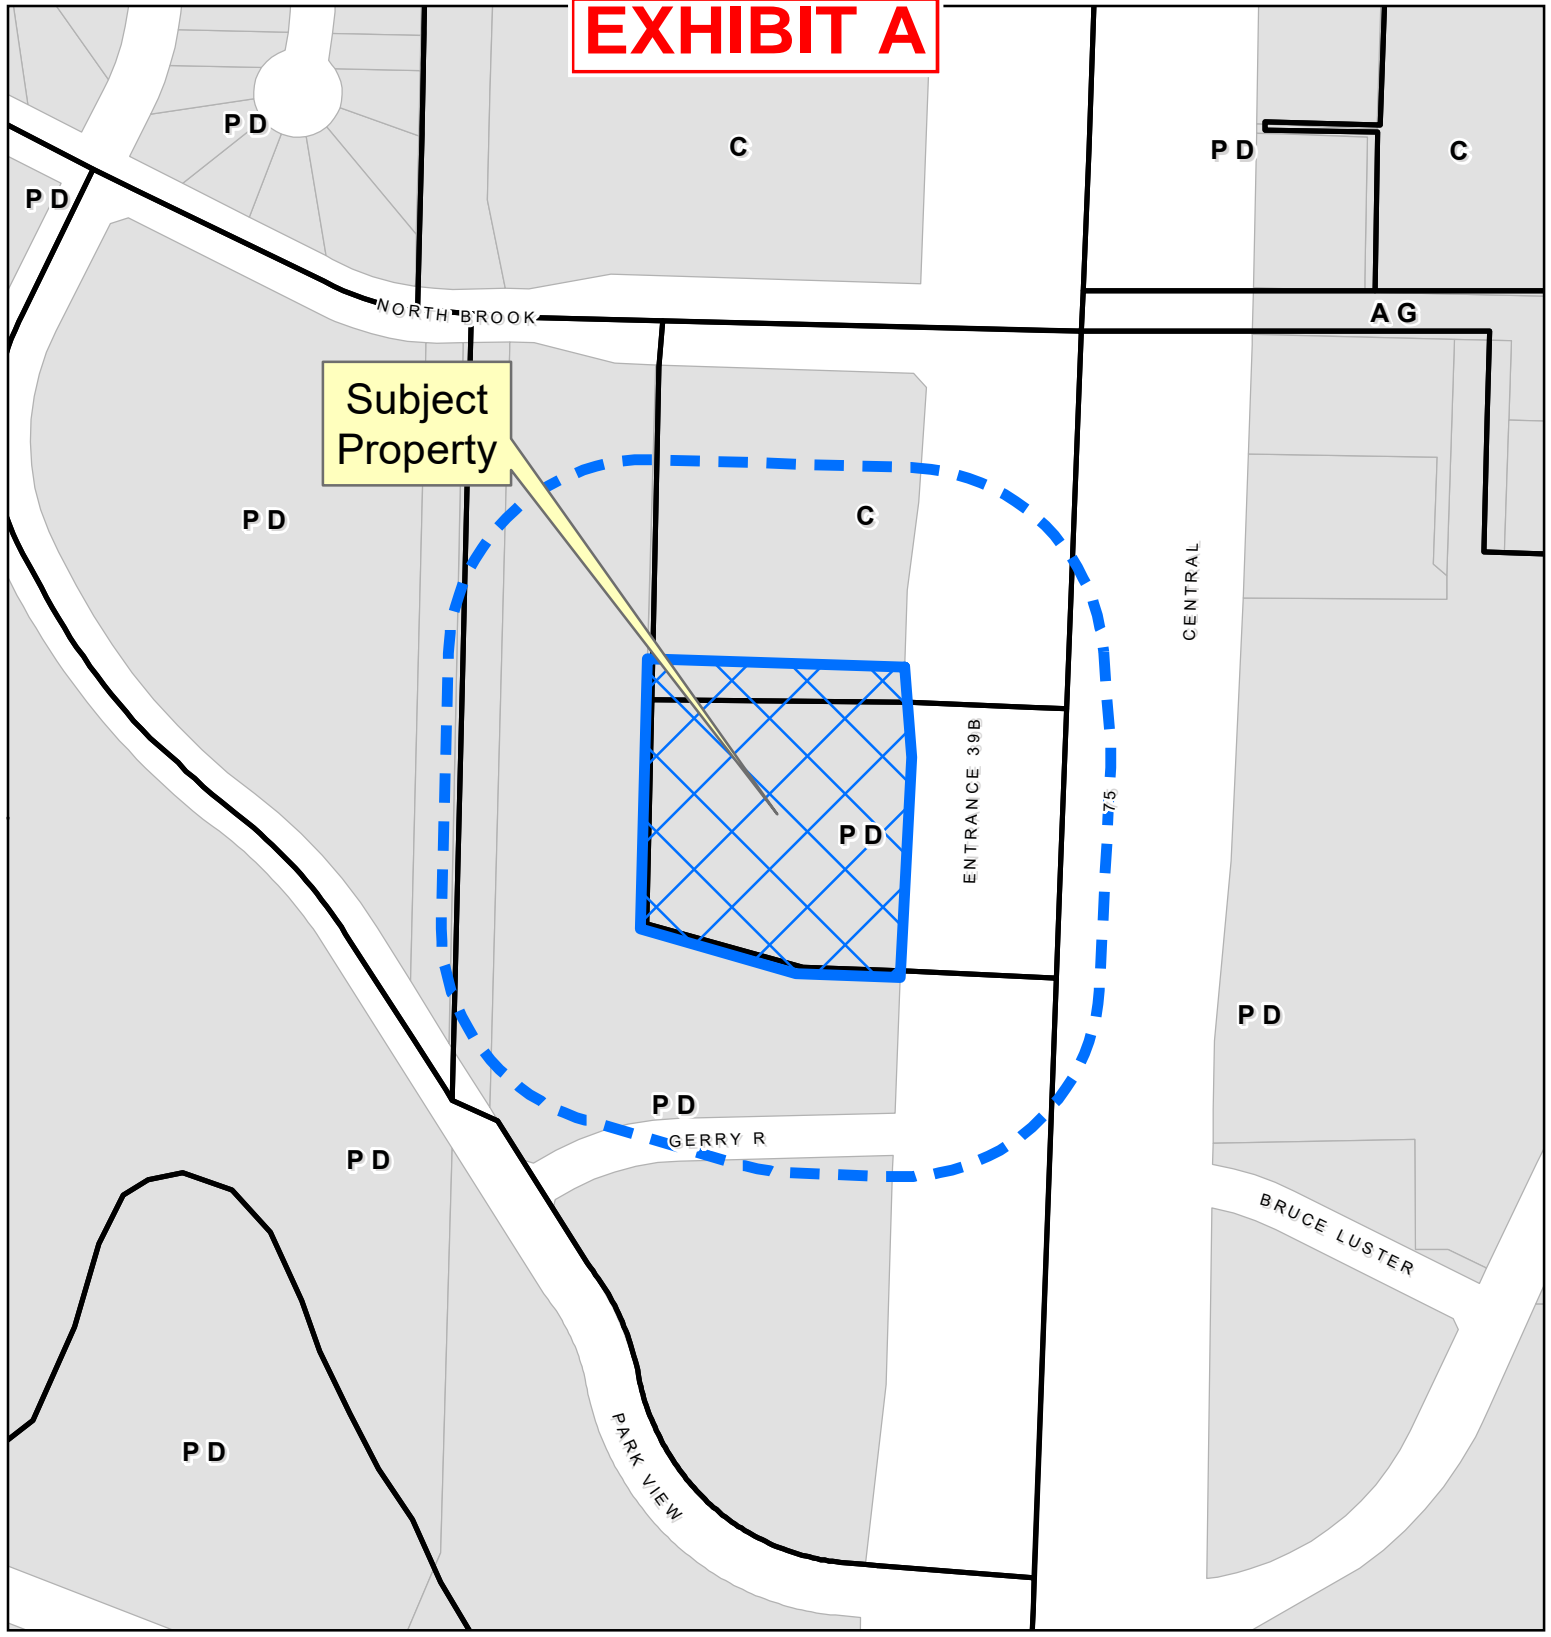 EXHIBIT A
P D
C
P D
C
P D
A G
NORTH BROOK
Subject
Property
P D
C
CENTRAL
ENTRANCE 39B
75
P D
P D
P D
GERRY R
P D
BRUCE LUSTER
PARK VIEW
P D